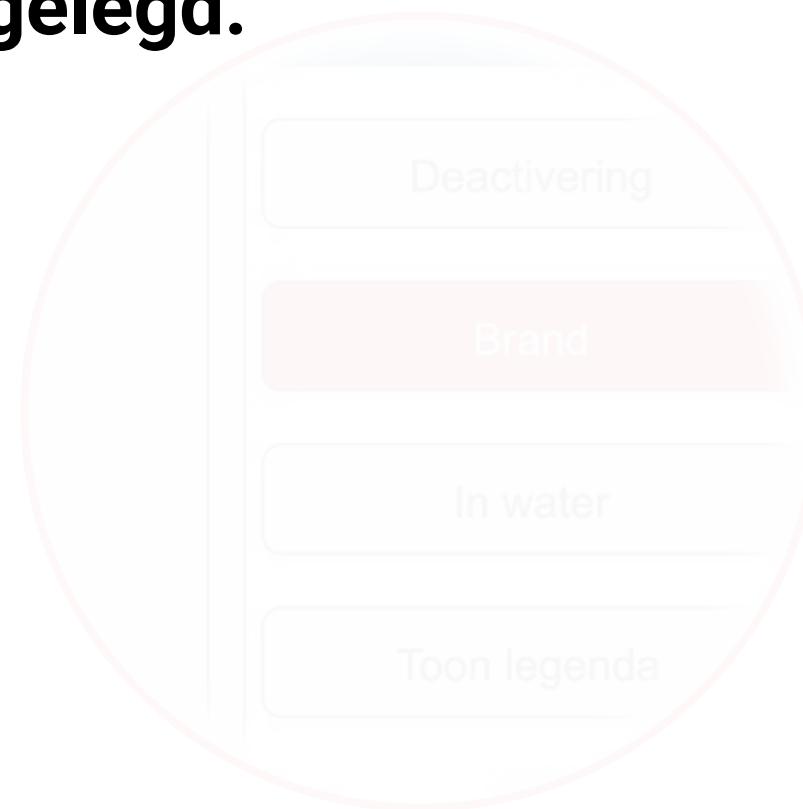 gelegd.
Deactivering
Brand
In water
Toon legenda